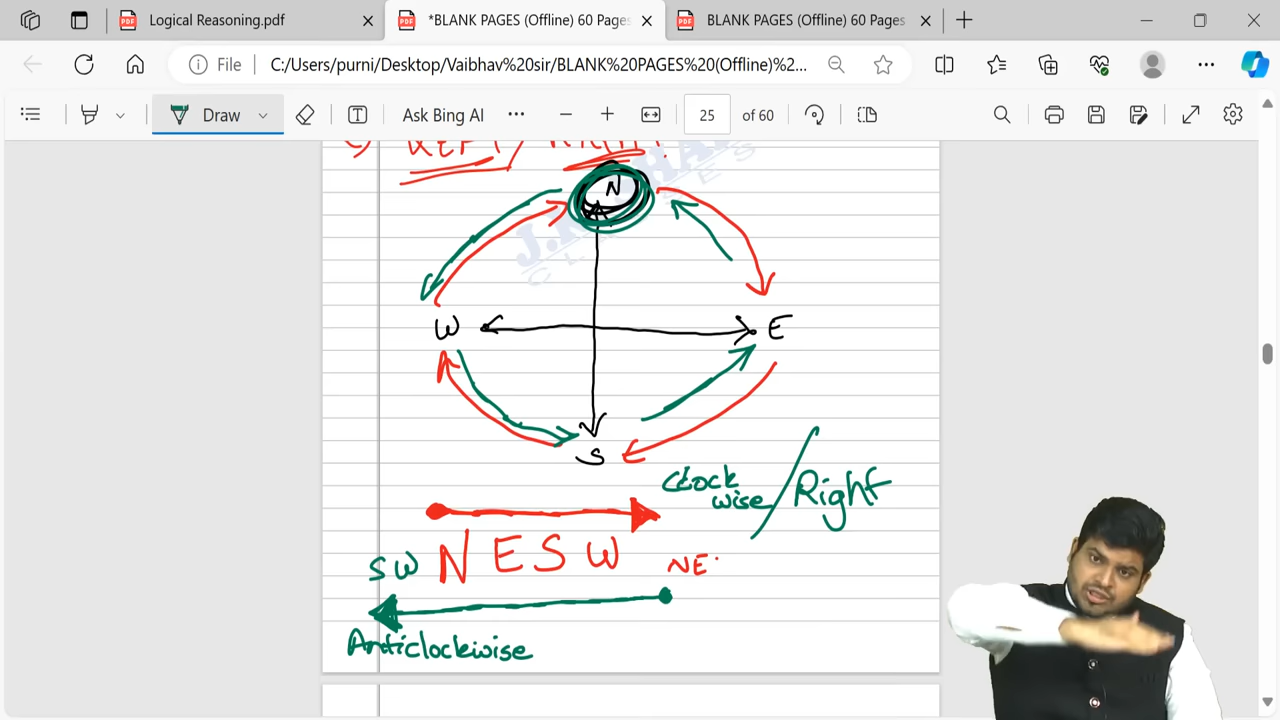 Logical Reasoning.pdf
*BLANK PAGES (Offline) 60 Pages
BLANK PAGES (Offline) 60 Pages
File
C:/Users/purni/Desktop/Vaibhav%20sir/BLANK%20PAGES%20(Offline)%2...
Draw
Ask Bing AI
25
of 60
N
W
E
S
Clock
wise / Right
N E S W
SW
NE
Anticlockwise